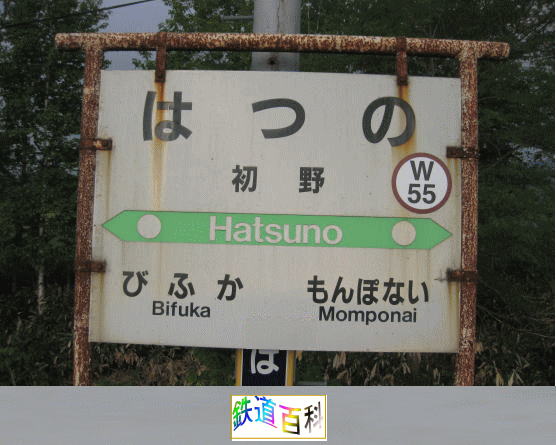 はつの
初野
W
55
Hatsuno
びふか
Bifuka
もんぽない
Momponai
は
鉄道百科